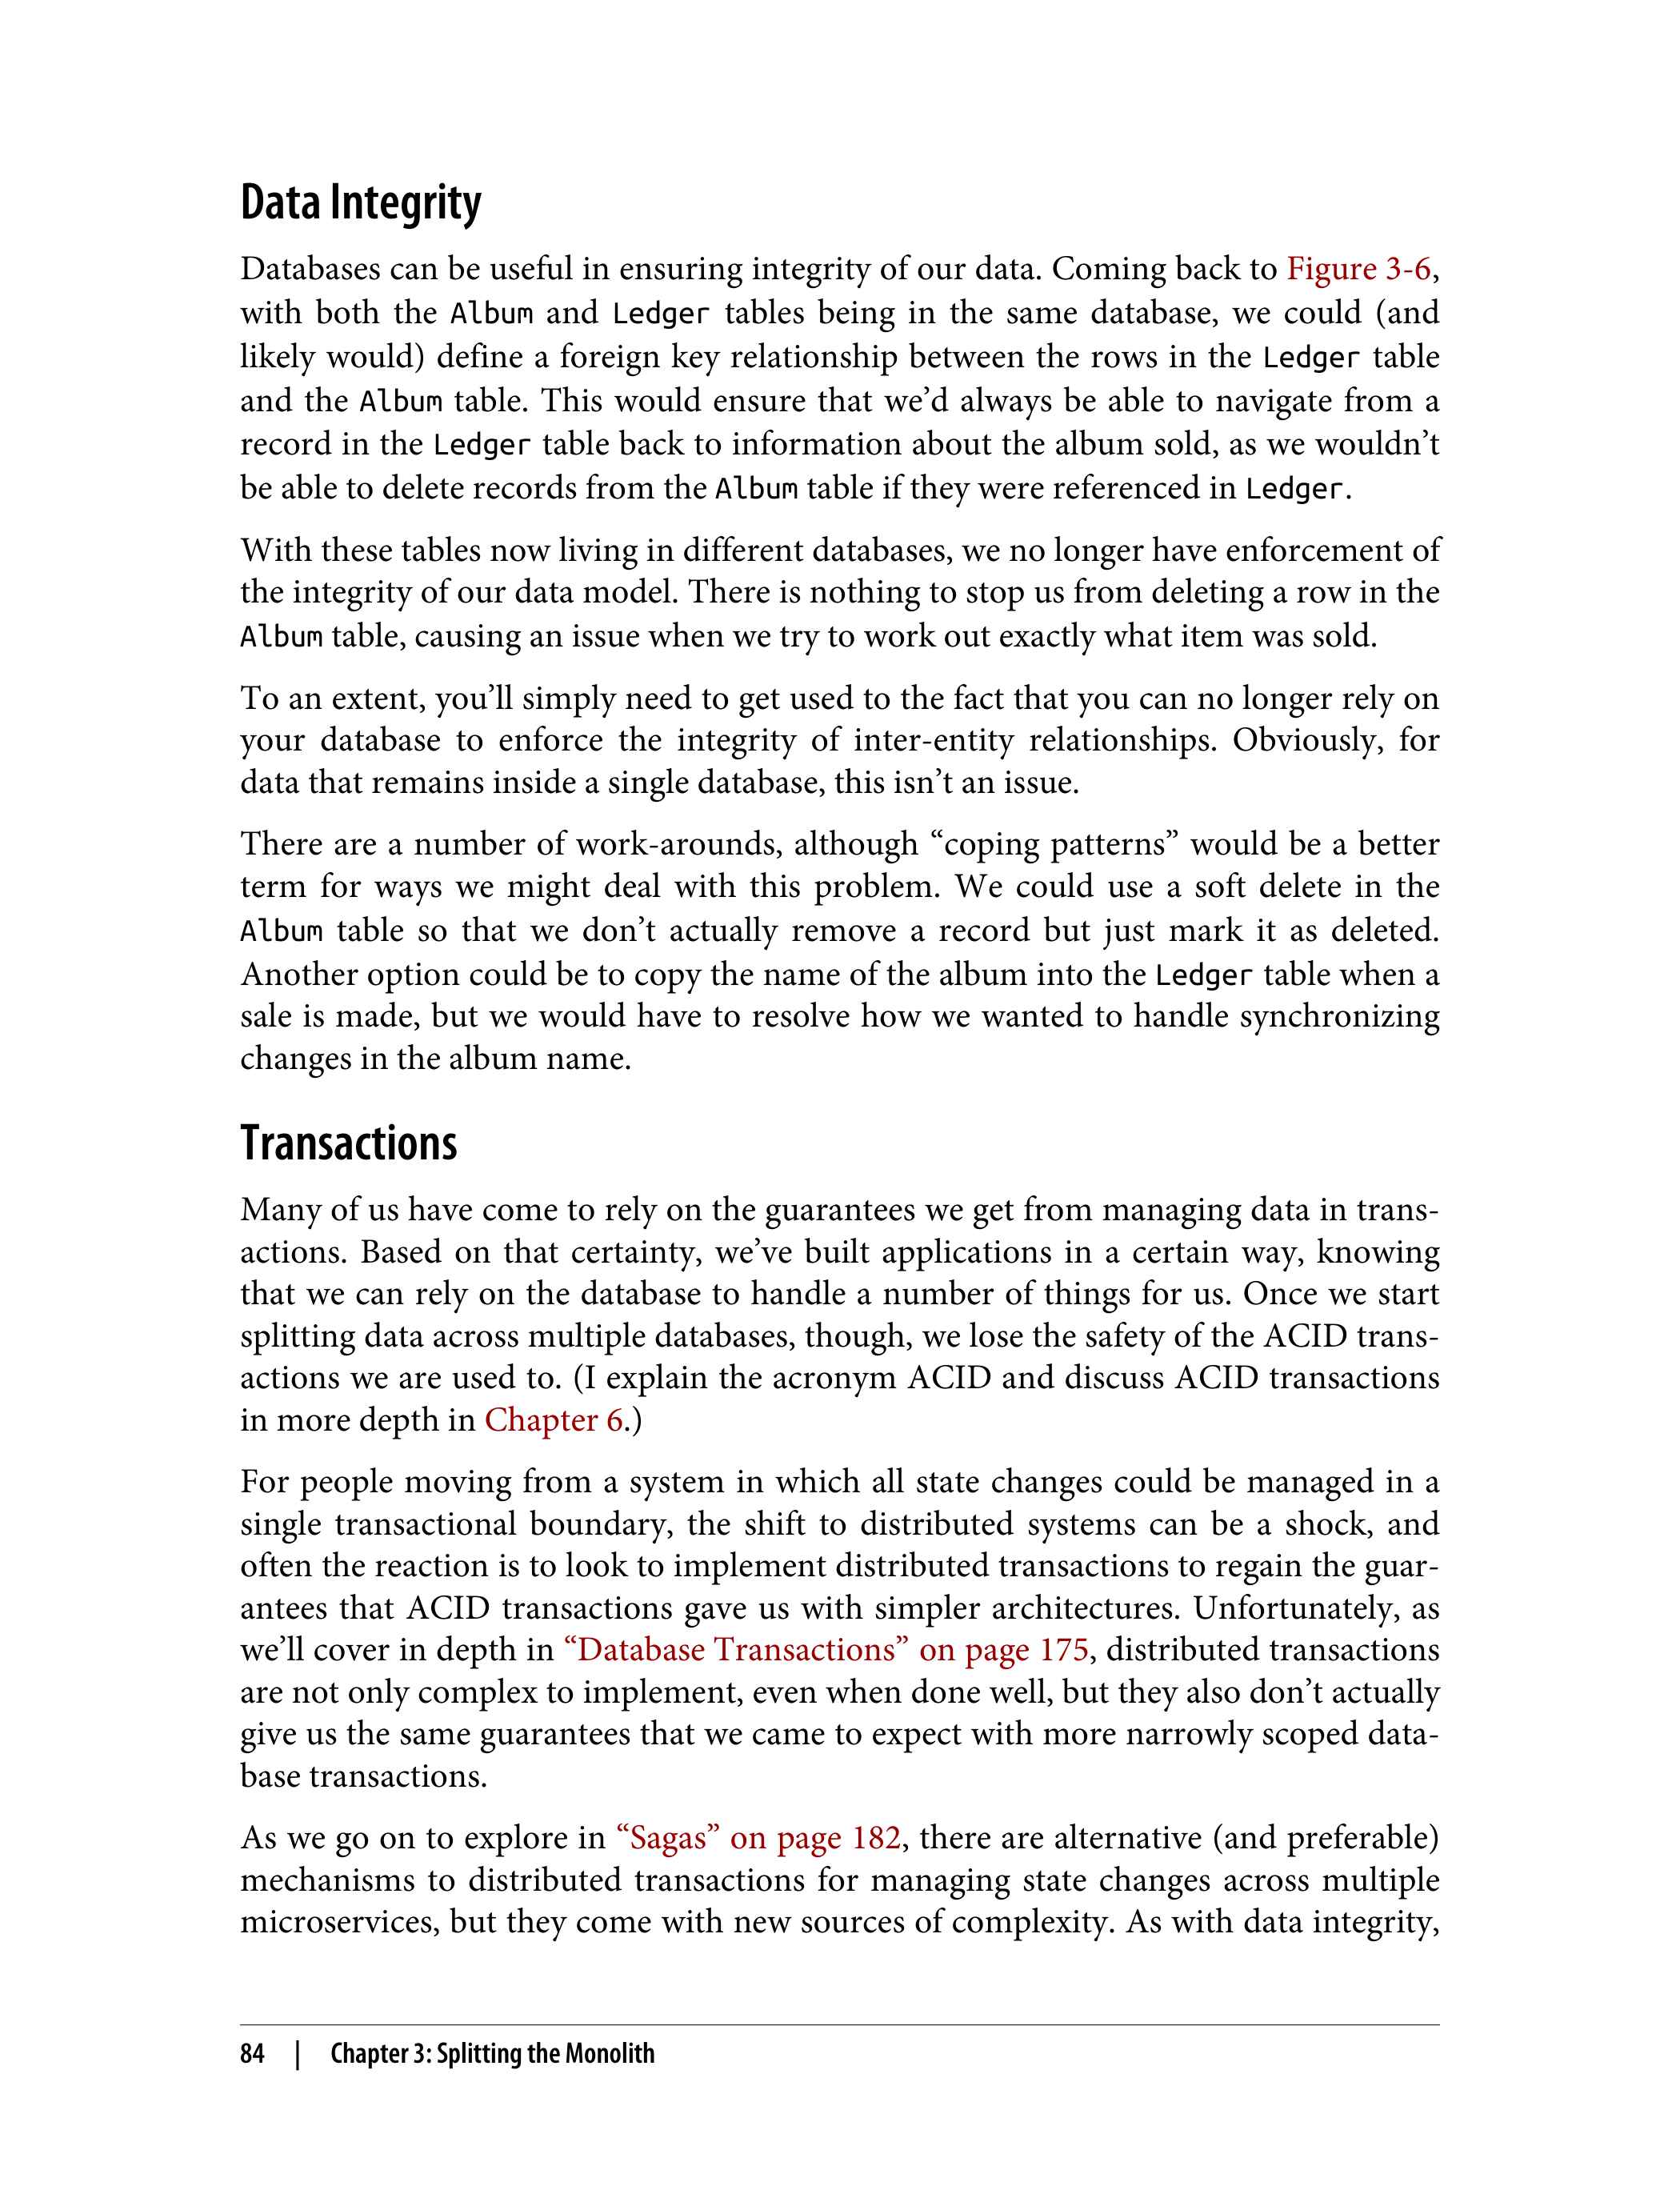 Data Integrity
Databases can be useful in ensuring integrity of our data. Coming back to Figure 3-6,
with both the Album and Ledger tables being in the same database, we could (and
likely would) define a foreign key relationship between the rows in the Ledger table
and the Album table. This would ensure that we’d always be able to navigate from a
record in the Ledger table back to information about the album sold, as we wouldn’t
be able to delete records from the Album table if they were referenced in Ledger.
With these tables now living in different databases, we no longer have enforcement of
the integrity of our data model. There is nothing to stop us from deleting a row in the
Album table, causing an issue when we try to work out exactly what item was sold.
To an extent, you’ll simply need to get used to the fact that you can no longer rely on
your database to enforce the integrity of inter-entity relationships. Obviously, for
data that remains inside a single database, this isn’t an issue.
There are a number of work-arounds, although “coping patterns” would be a better
term for ways we might deal with this problem. We could use a soft delete in the
Album table so that we don’t actually remove a record but just mark it as deleted.
Another option could be to copy the name of the album into the Ledger table when a
sale is made, but we would have to resolve how we wanted to handle synchronizing
changes in the album name.
Transactions
Many of us have come to rely on the guarantees we get from managing data in trans-
actions. Based on that certainty, we’ve built applications in a certain way, knowing
that we can rely on the database to handle a number of things for us. Once we start
splitting data across multiple databases, though, we lose the safety of the ACID trans-
actions we are used to. (I explain the acronym ACID and discuss ACID transactions
in more depth in Chapter 6.)
For people moving from a system in which all state changes could be managed in a
single transactional boundary, the shift to distributed systems can be a shock, and
often the reaction is to look to implement distributed transactions to regain the guar-
antees that ACID transactions gave us with simpler architectures. Unfortunately, as
we’ll cover in depth in “Database Transactions” on page 175, distributed transactions
are not only complex to implement, even when done well, but they also don’t actually
give us the same guarantees that we came to expect with more narrowly scoped data-
base transactions.
As we go on to explore in “Sagas” on page 182, there are alternative (and preferable)
mechanisms to distributed transactions for managing state changes across multiple
microservices, but they come with new sources of complexity. As with data integrity,
84 | Chapter 3: Splitting the Monolith